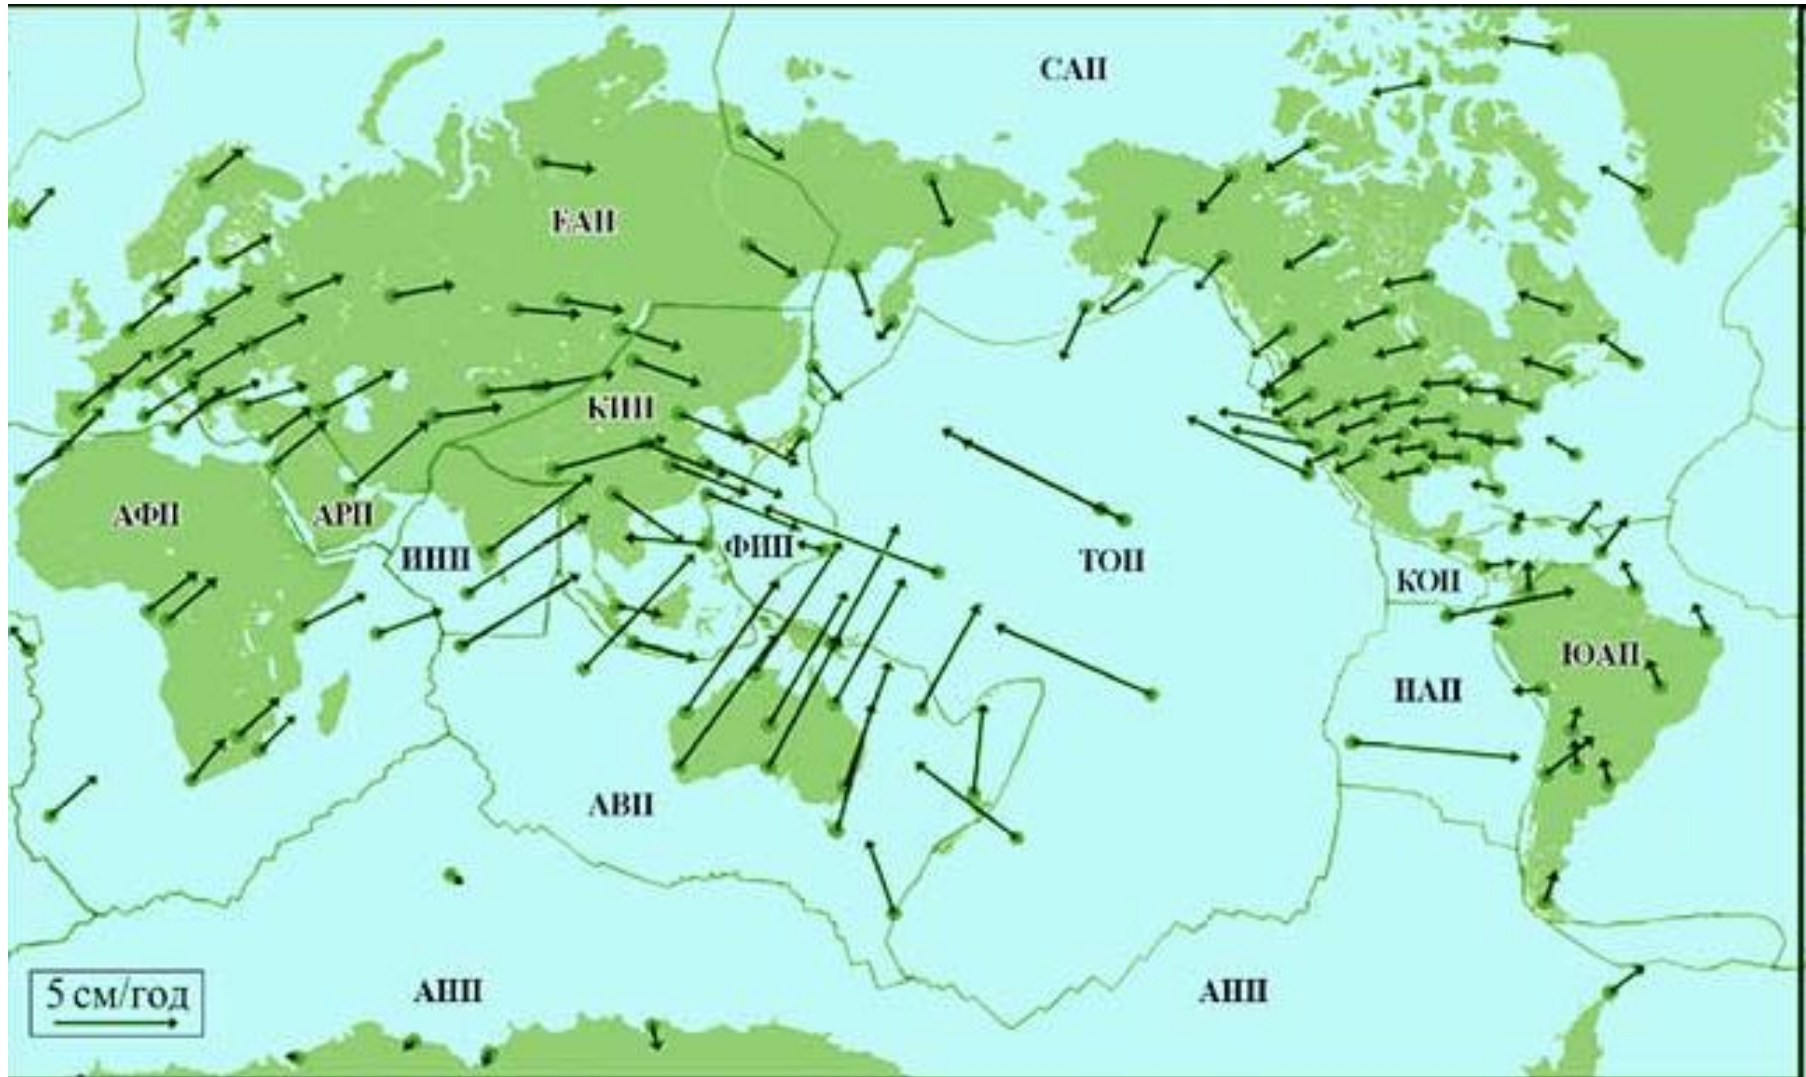 САП
ЕАП
КИП
АФП
АРП
ИНП
ФИП
ТОП
КОП
ЮАП
НАП
АВП
АНП
АНП
5 см/год